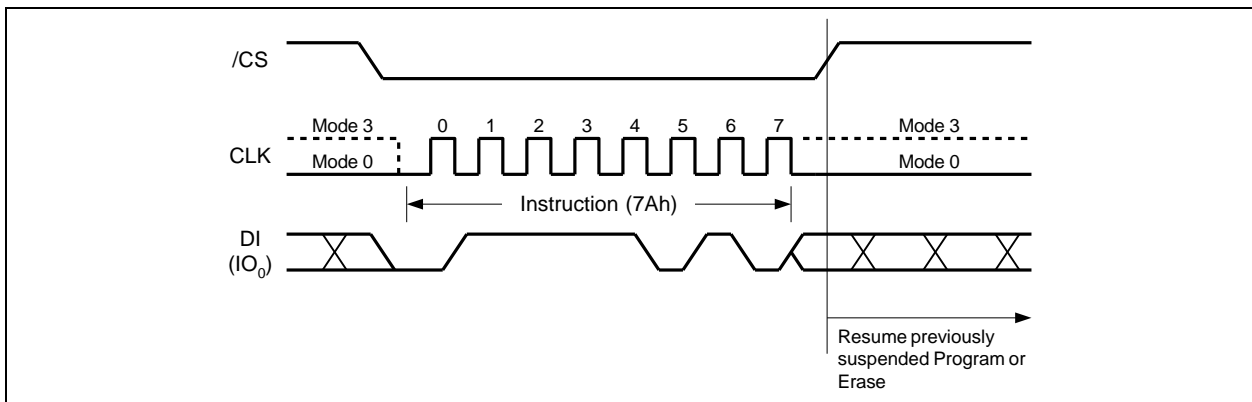 /CS
Mode 3
0 1 2 3 4 5 6 7
Mode 3
CLK
Mode 0
Mode 0
Instruction (7Ah)
DI
(IO0)
Resume previously
suspended Program or
Erase